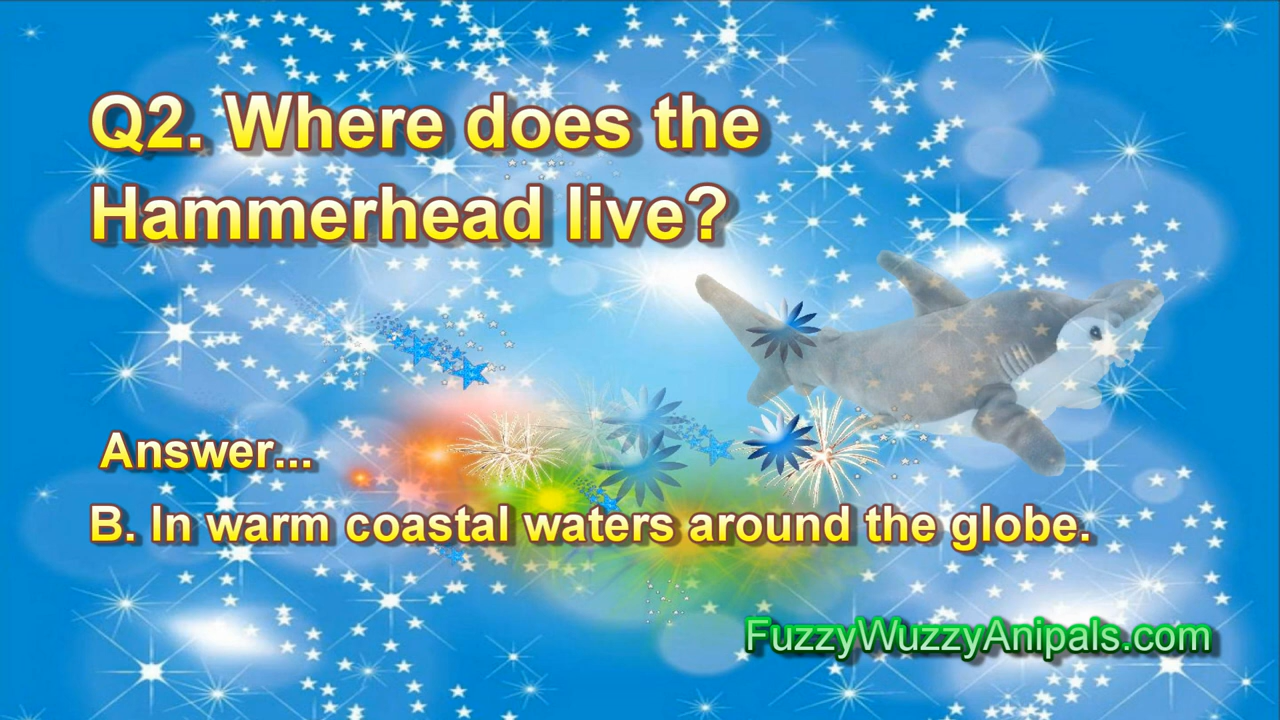 Q2. Where does the
Hammerhead live?
Answer...
B. In warm coastal waters around the globe.
FuzzyWuzzyAnipals.com